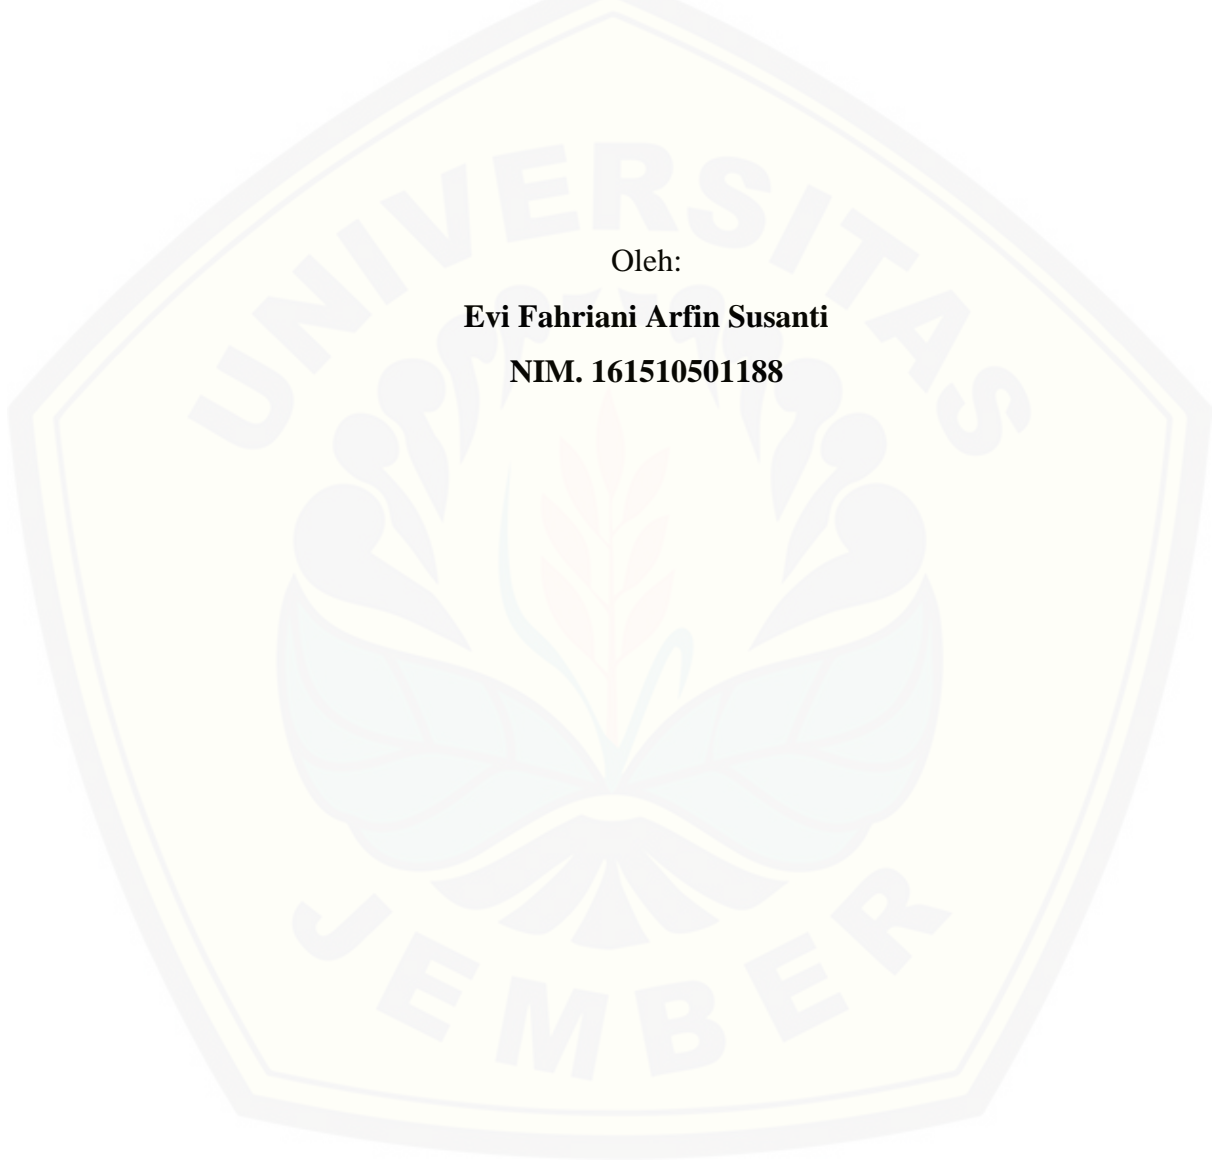 UNIVERSITAS
Oleh:
Evi Fahriani Arfin Susanti
NIM. 161510501188
JEMBER